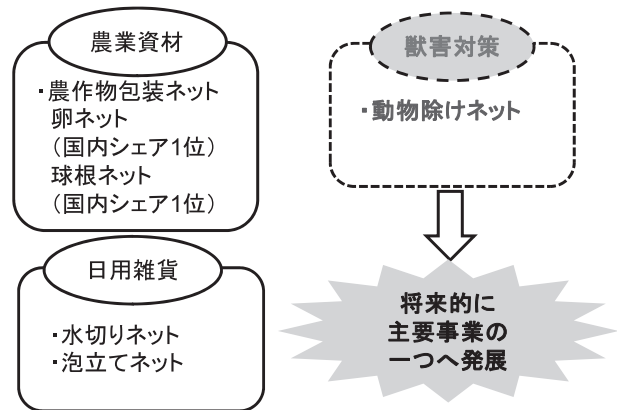 農業資材
・農作物包装ネット
卵ネット
（国内シェア1位）
球根ネット
（国内シェア1位）
日用雑貨
・水切りネット
・泡立てネット
獣害対策
・動物除けネット
将来的に
主要事業の
一つへ発展